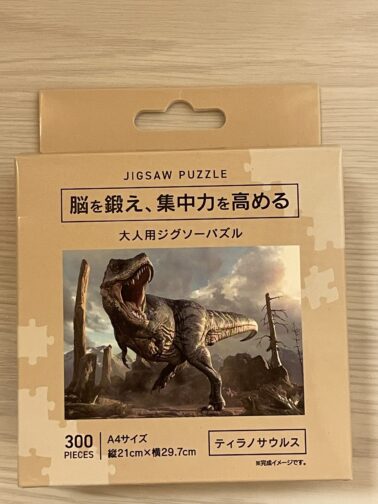 JIGSAW PUZZLE
脳を鍛え、集中力を高める
大人用ジグソーパズル
300
PIECES
A4サイズ
縦21cm×横29.7cm
ティラノサウルス
※完成イメージです。